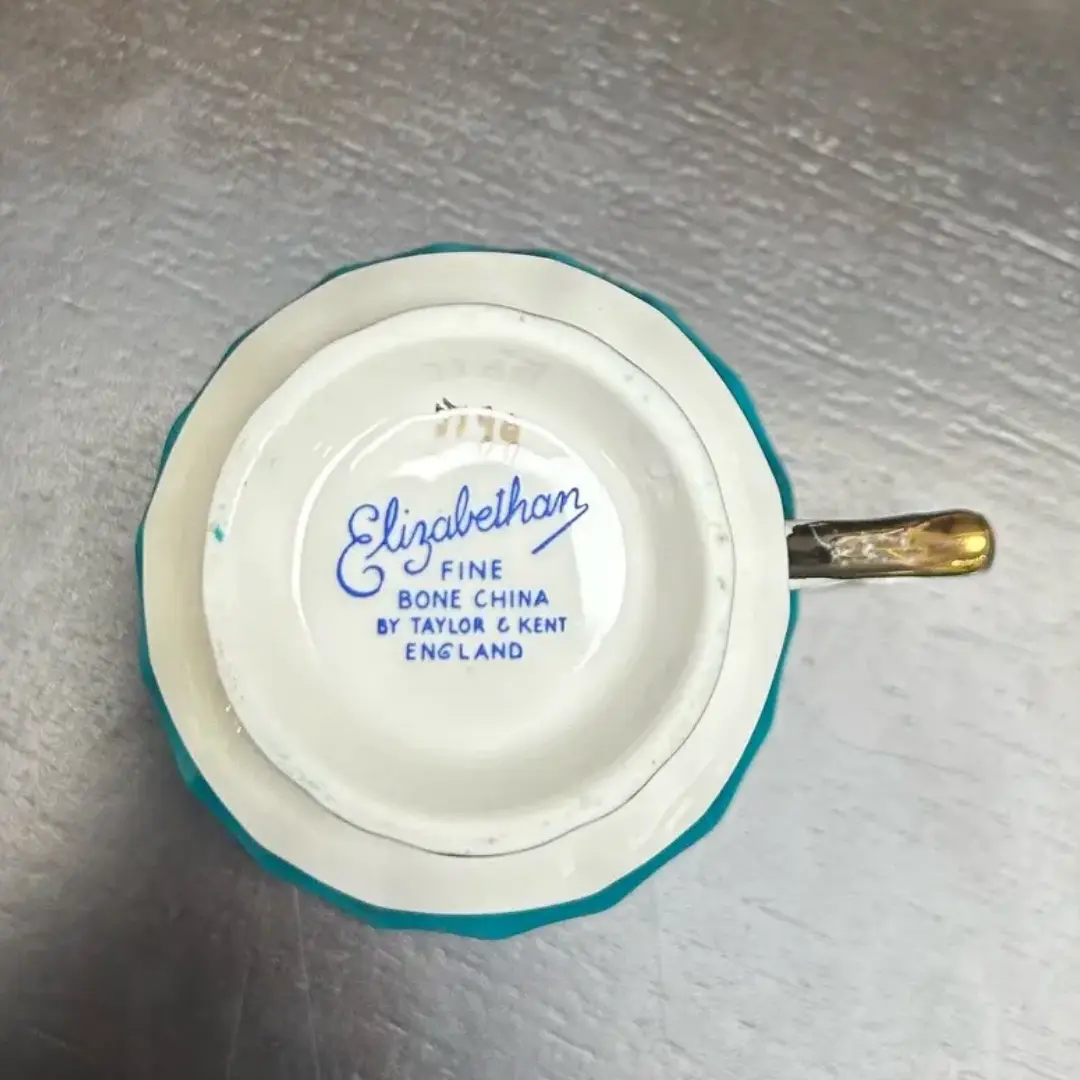 Elizabethan
FINE
BONE CHINA
BY TAYLOR & KENT
ENGLAND